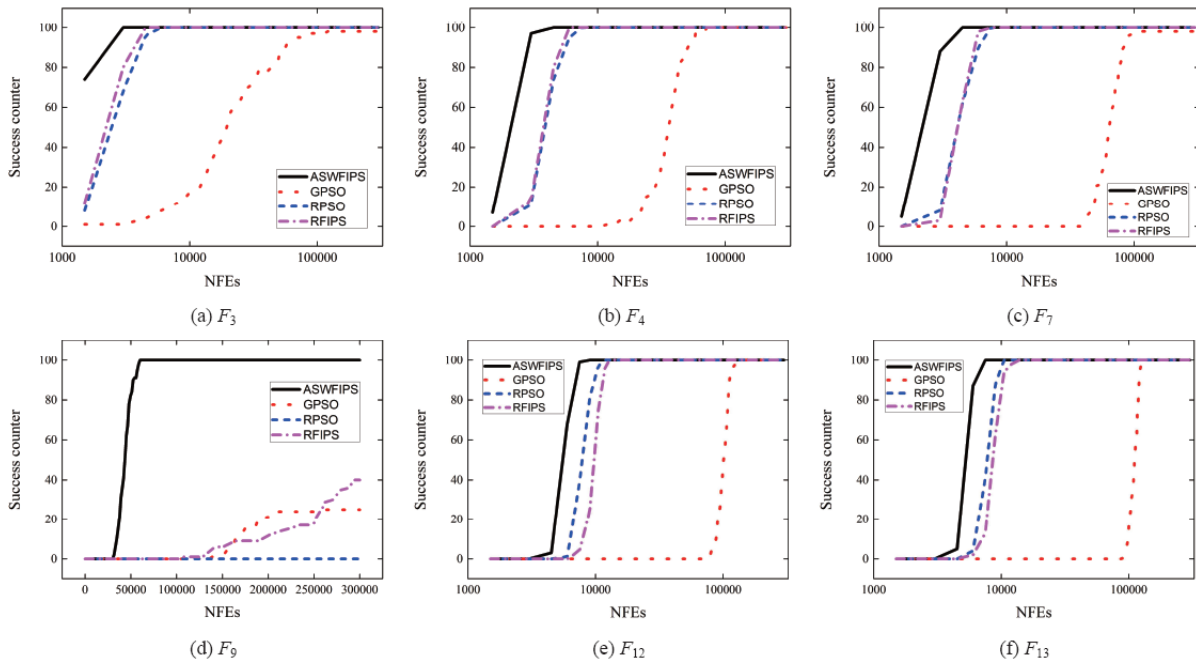 100
80
60
40
20
0
Success counter
ASWFIPS
GPSO
RPSO
RFIPS
1000
10000
100000
NFEs
(a) F3
100
80
60
40
20
0
Success counter
ASWFIPS
GPSO
RPSO
RFIPS
1000
10000
100000
NFEs
(b) F4
100
80
60
40
20
0
Success counter
ASWFIPS
GPSO
RPSO
RFIPS
1000
10000
100000
NFEs
(c) F7
100
80
60
40
20
0
Success counter
ASWFIPS
GPSO
RPSO
RFIPS
0
50000
100000
150000
200000
250000
300000
NFEs
(d) F9
100
80
60
40
20
0
Success counter
ASWFIPS
GPSO
RPSO
RFIPS
1000
10000
100000
NFEs
(e) F12
100
80
60
40
20
0
Success counter
ASWFIPS
GPSO
RPSO
RFIPS
1000
10000
100000
NFEs
(f) F13